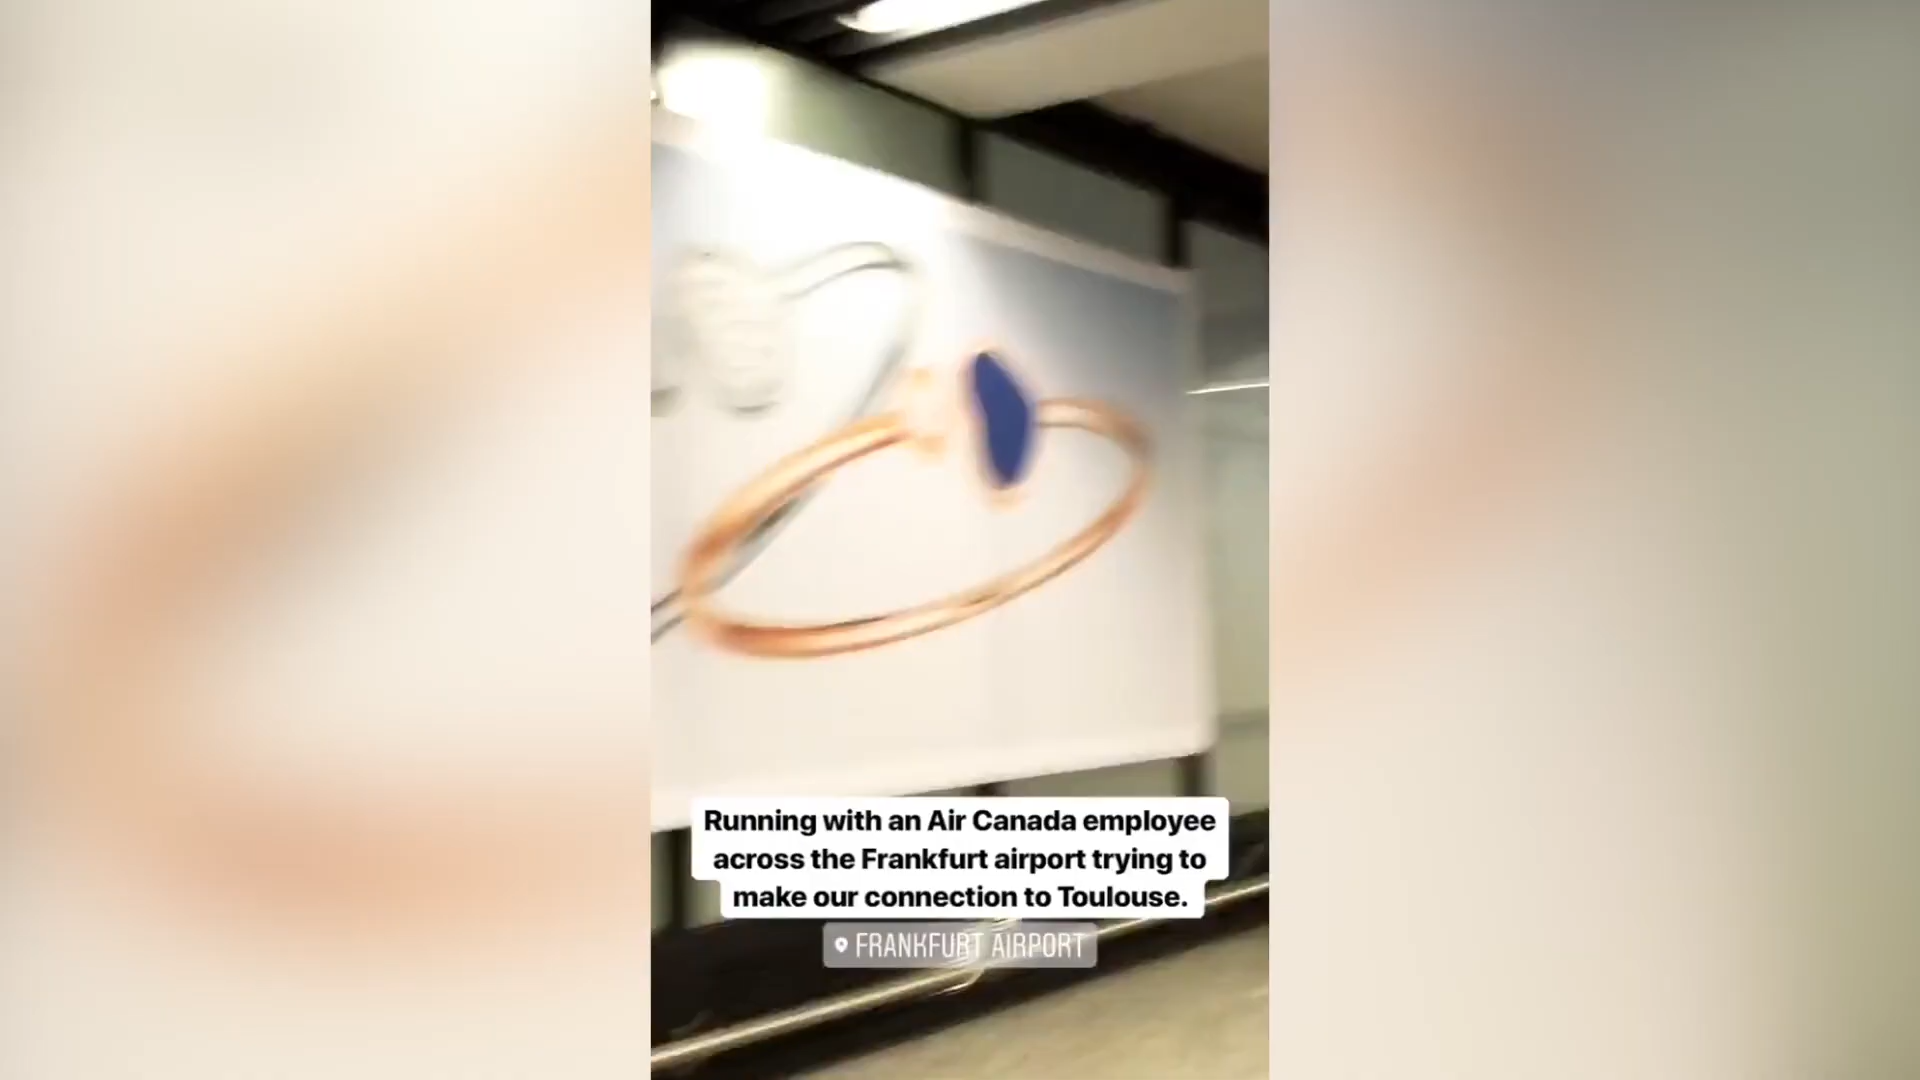 Running with an Air Canada employee
across the Frankfurt airport trying to
make our connection to Toulouse.
FRANKFURT AIRPORT